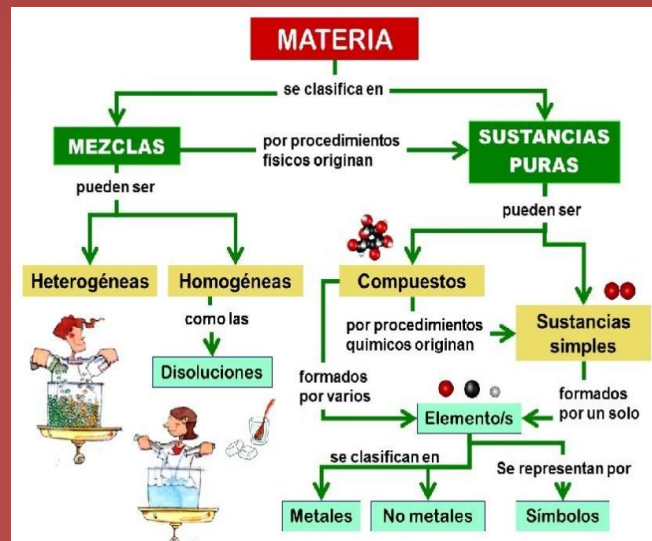 MATERIA
se clasifica en
MEZCLAS
por procedimientos
físicos originan
SUSTANCIAS
PURAS
pueden ser
pueden ser
Heterogéneas
Homogéneas
Compuestos
como las
por procedimientos
químicos originan
Sustancias
simples
Disoluciones
formados
por varios
formados
por un solo
Elemento/s
se clasifican en
Se representan por
Metales
No metales
Símbolos